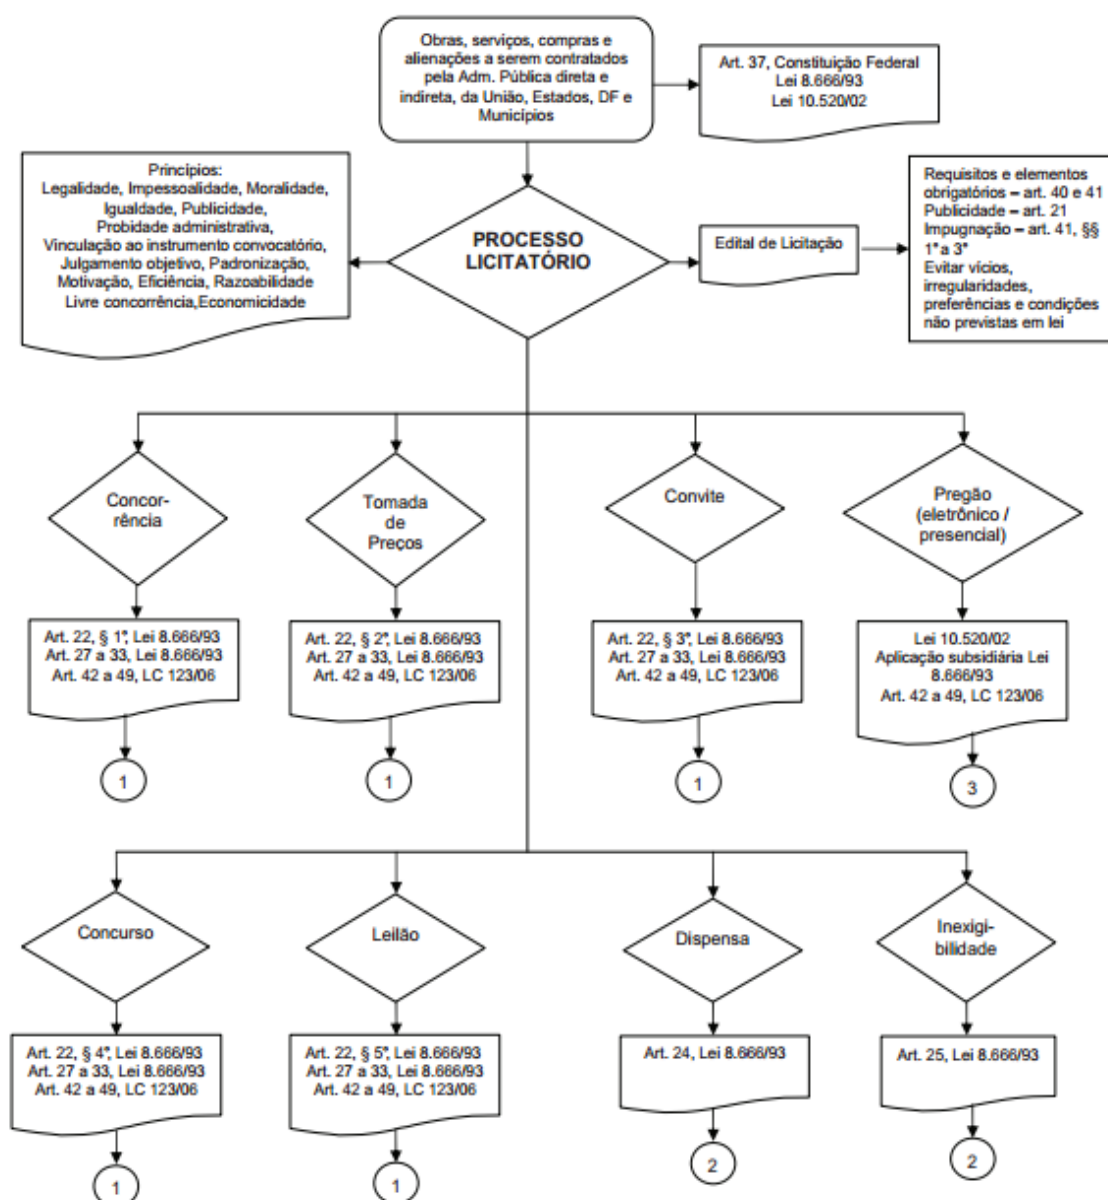 Obras, serviços, compras e
alienações a serem contratados
pela Adm. Pública direta e
indireta, da União, Estados, DF e
Municípios
Art. 37, Constituição Federal
Lei 8.666/93
Lei 10.520/02
Princípios:
Legalidade, Impessoalidade, Moralidade,
Igualdade, Publicidade,
Probidade administrativa,
Vinculação ao instrumento convocatório,
Julgamento objetivo, Padronização,
Motivação, Eficiência, Razoabilidade
Livre concorrência,Economicidade
PROCESSO
LICITATÓRIO
Edital de Licitação
Requisitos e elementos
obrigatórios – art. 40 e 41
Publicidade – art. 21
Impugnação – art. 41, §§
1° a 3°
Evitar vícios,
irregularidades,
preferências e condições
não previstas em lei
Concor-
rência
Tomada
de
Preços
Convite
Pregão
(eletrônico /
presencial)
Art. 22, § 1°, Lei 8.666/93
Art. 27 a 33, Lei 8.666/93
Art. 42 a 49, LC 123/06
Art. 22, § 2°, Lei 8.666/93
Art. 27 a 33, Lei 8.666/93
Art. 42 a 49, LC 123/06
Art. 22, § 3°, Lei 8.666/93
Art. 27 a 33, Lei 8.666/93
Art. 42 a 49, LC 123/06
Lei 10.520/02
Aplicação subsidiária Lei
8.666/93
Art. 42 a 49, LC 123/06
1
1
1
3
Concurso
Leilão
Dispensa
Inexigi-
bilidade
Art. 22, § 4°, Lei 8.666/93
Art. 27 a 33, Lei 8.666/93
Art. 42 a 49, LC 123/06
Art. 22, § 5°, Lei 8.666/93
Art. 27 a 33, Lei 8.666/93
Art. 42 a 49, LC 123/06
Art. 24, Lei 8.666/93
Art. 25, Lei 8.666/93
1
1
2
2